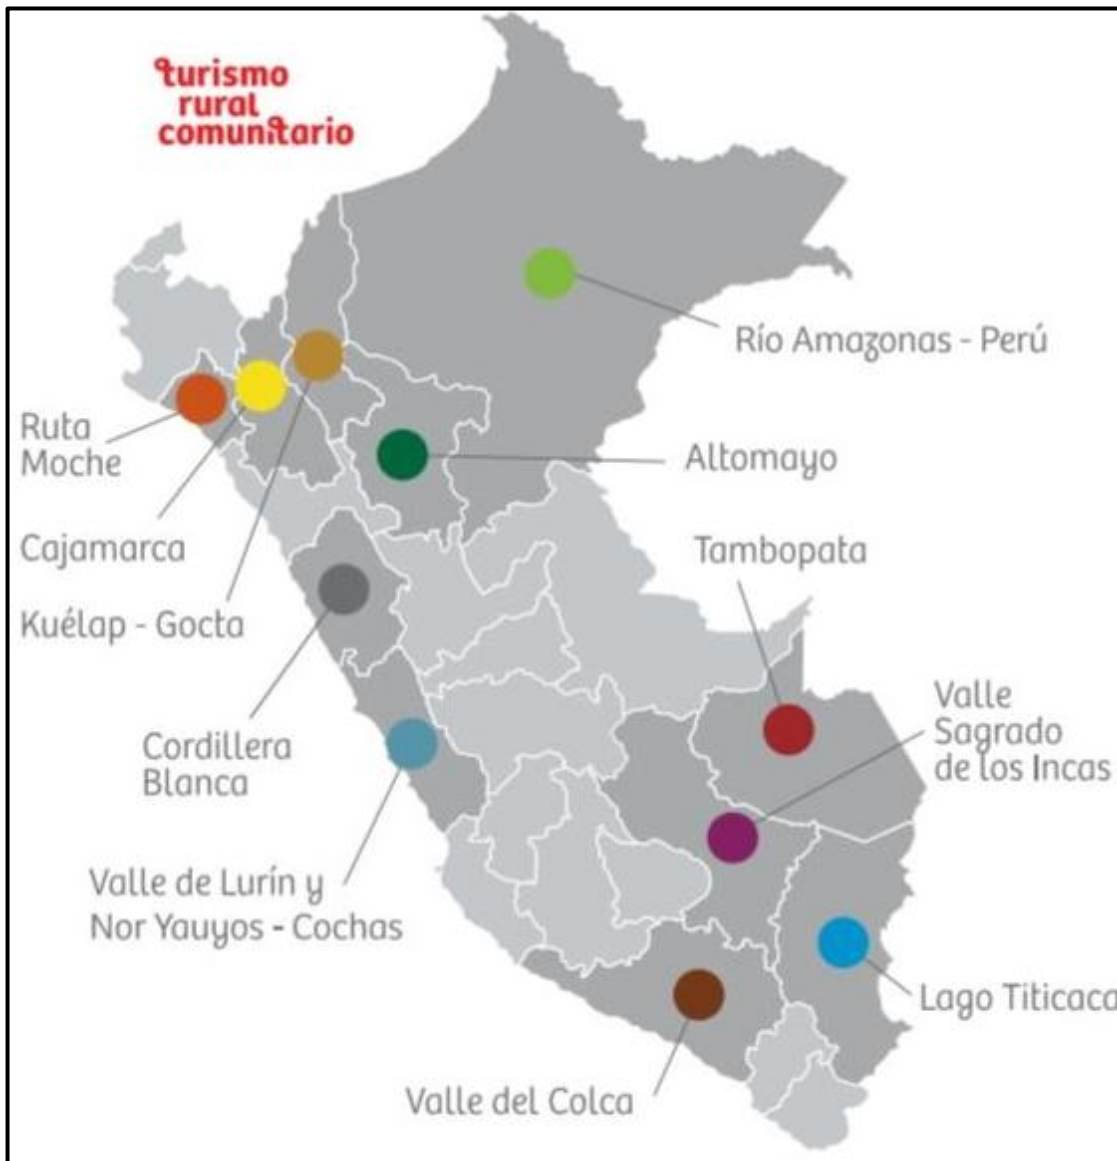 turismo
rural
comunitario
Río Amazonas - Perú
Ruta
Moche
Altomayo
Cajamarca
Tambopata
Kuélap - Gocta
Valle
Sagrado
de los Incas
Cordillera
Blanca
Valle de Lurín y
Nor Yauyos - Cochas
Lago Titicaca
Valle del Colca